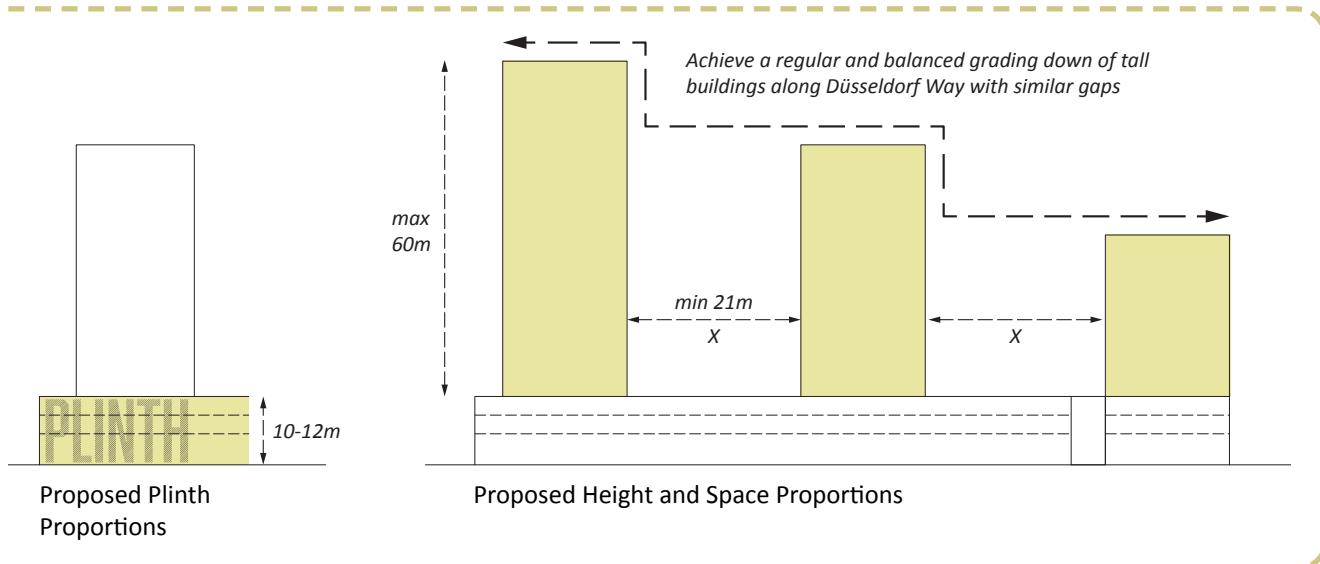 Achieve a regular and balanced grading down of tall
buildings along Düsseldorf Way with similar gaps
max
60m
min 21m
X
X
PLINTH
10-12m
Proposed Plinth
Proportions
Proposed Height and Space Proportions